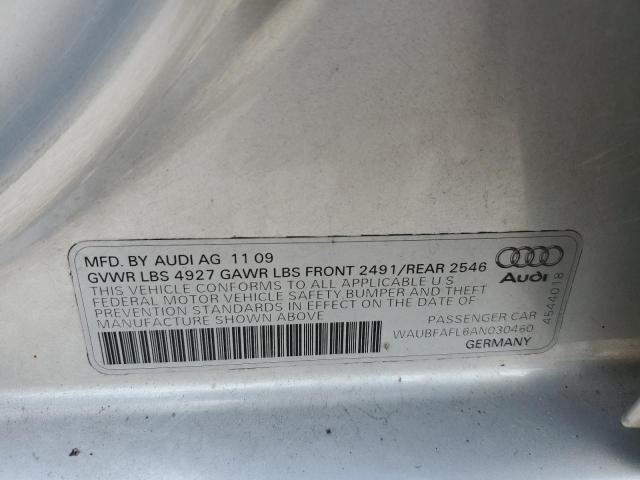 MFD. BY AUDI AG 11 09
GVWR LBS 4927 GAWR LBS FRONT 2491/REAR 2546
THIS VEHICLE CONFORMS TO ALL APPLICABLE U S
FEDERAL MOTOR VEHICLE SAFETY, BUMPER AND THEFT
PREVENTION STANDARDS IN EFFECT ON THE DATE OF
MANUFACTURE SHOWN ABOVE
Audi
4544018
PASSENGER CAR
WAUBFAFL6AN030460
GERMANY